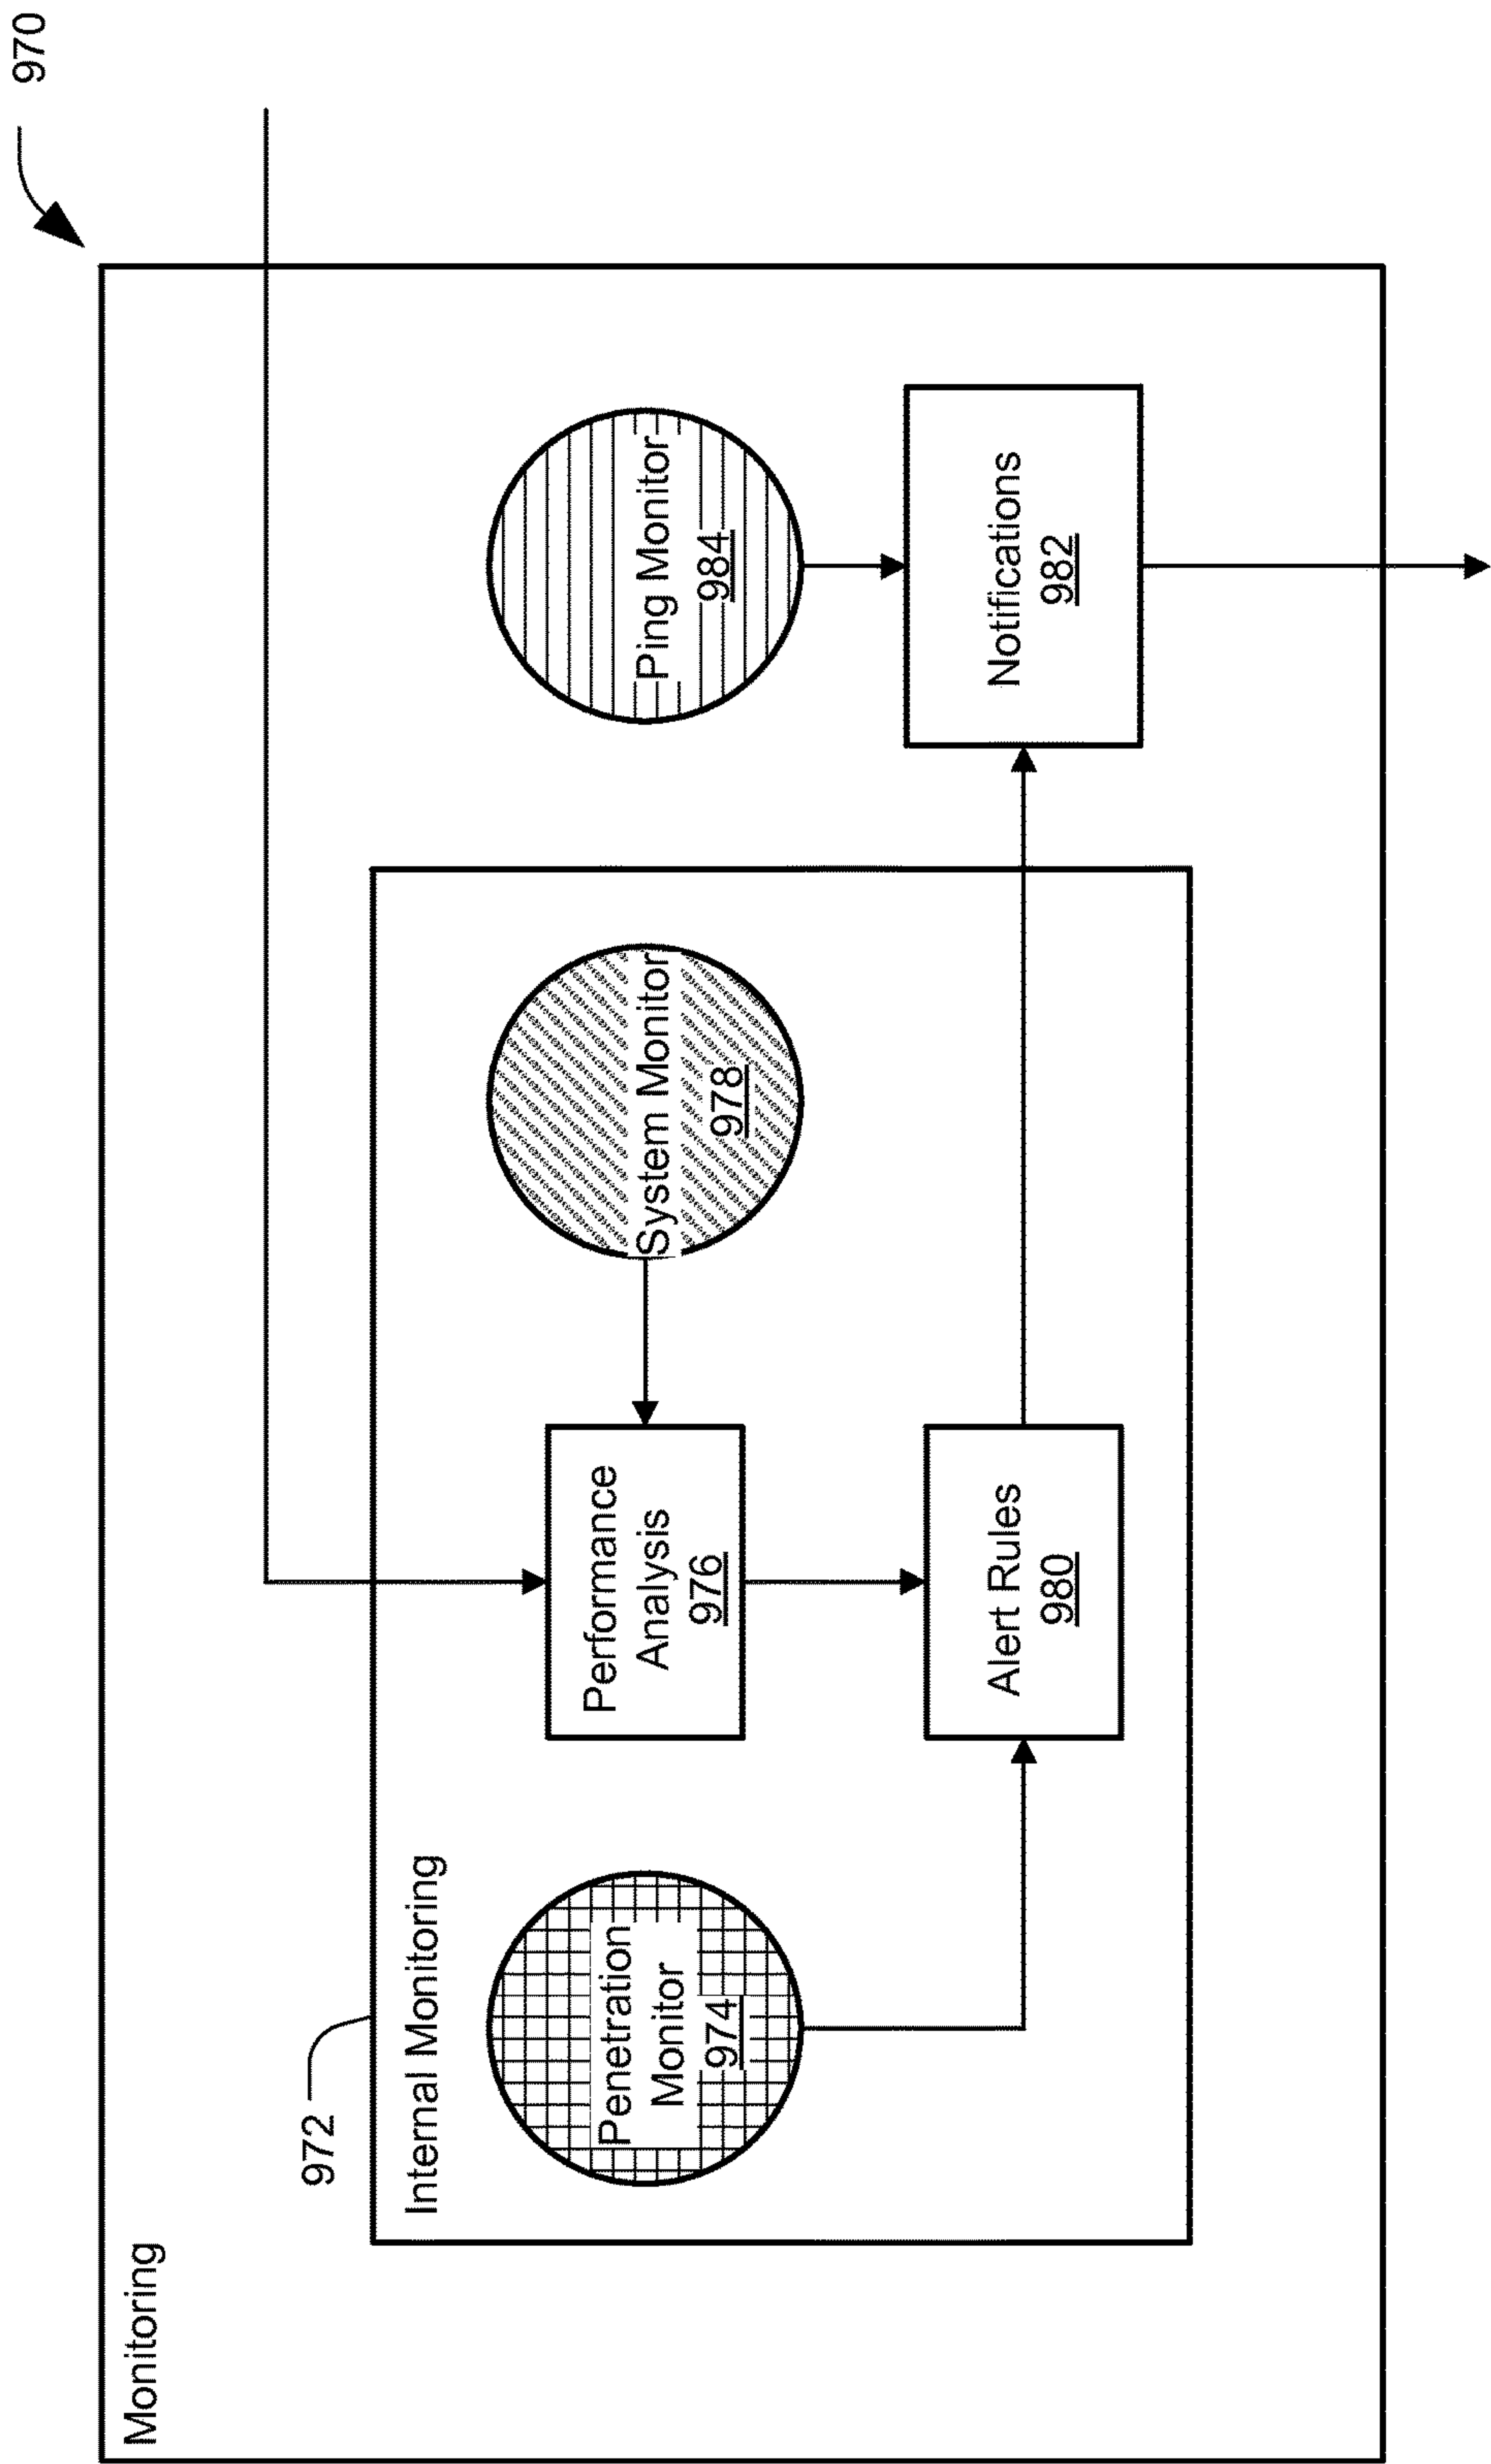 970
Monitoring
972
Internal Monitoring
Penetration
Monitor
974
Performance
Analysis
976
System Monitor
978
Ping Monitor
984
Alert Rules
980
Notifications
982